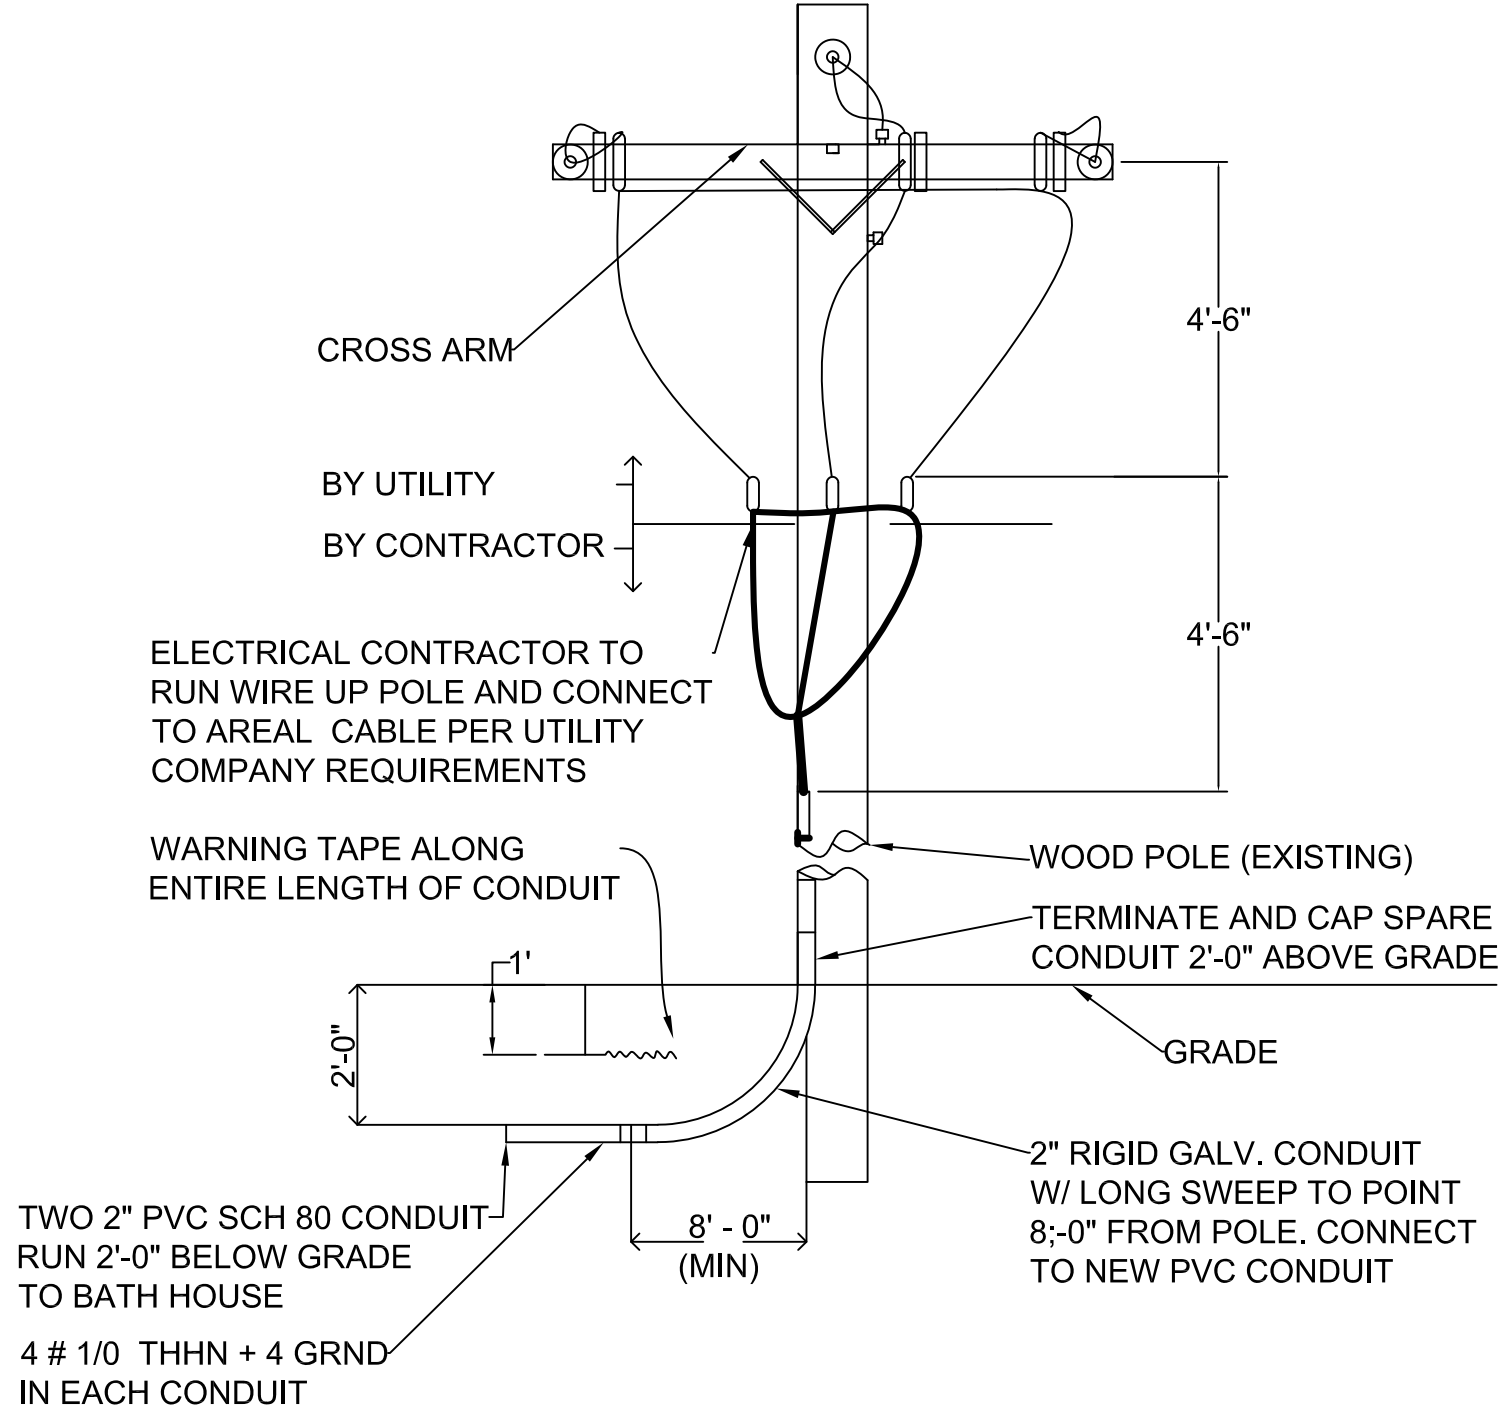 4'-6"
CROSS ARM
BY UTILITY
BY CONTRACTOR
4'-6"
ELECTRICAL CONTRACTOR TO
RUN WIRE UP POLE AND CONNECT
TO AREAL CABLE PER UTILITY
COMPANY REQUIREMENTS
WARNING TAPE ALONG
ENTIRE LENGTH OF CONDUIT
WOOD POLE (EXISTING)
TERMINATE AND CAP SPARE
CONDUIT 2'-0" ABOVE GRADE
1'
2'-0"
GRADE
2" RIGID GALV. CONDUIT
W/ LONG SWEEP TO POINT
8;-0" FROM POLE. CONNECT
TO NEW PVC CONDUIT
8' - 0"
(MIN)
TWO 2" PVC SCH 80 CONDUIT
RUN 2'-0" BELOW GRADE
TO BATH HOUSE
4 # 1/0 THHN + 4 GRND
IN EACH CONDUIT